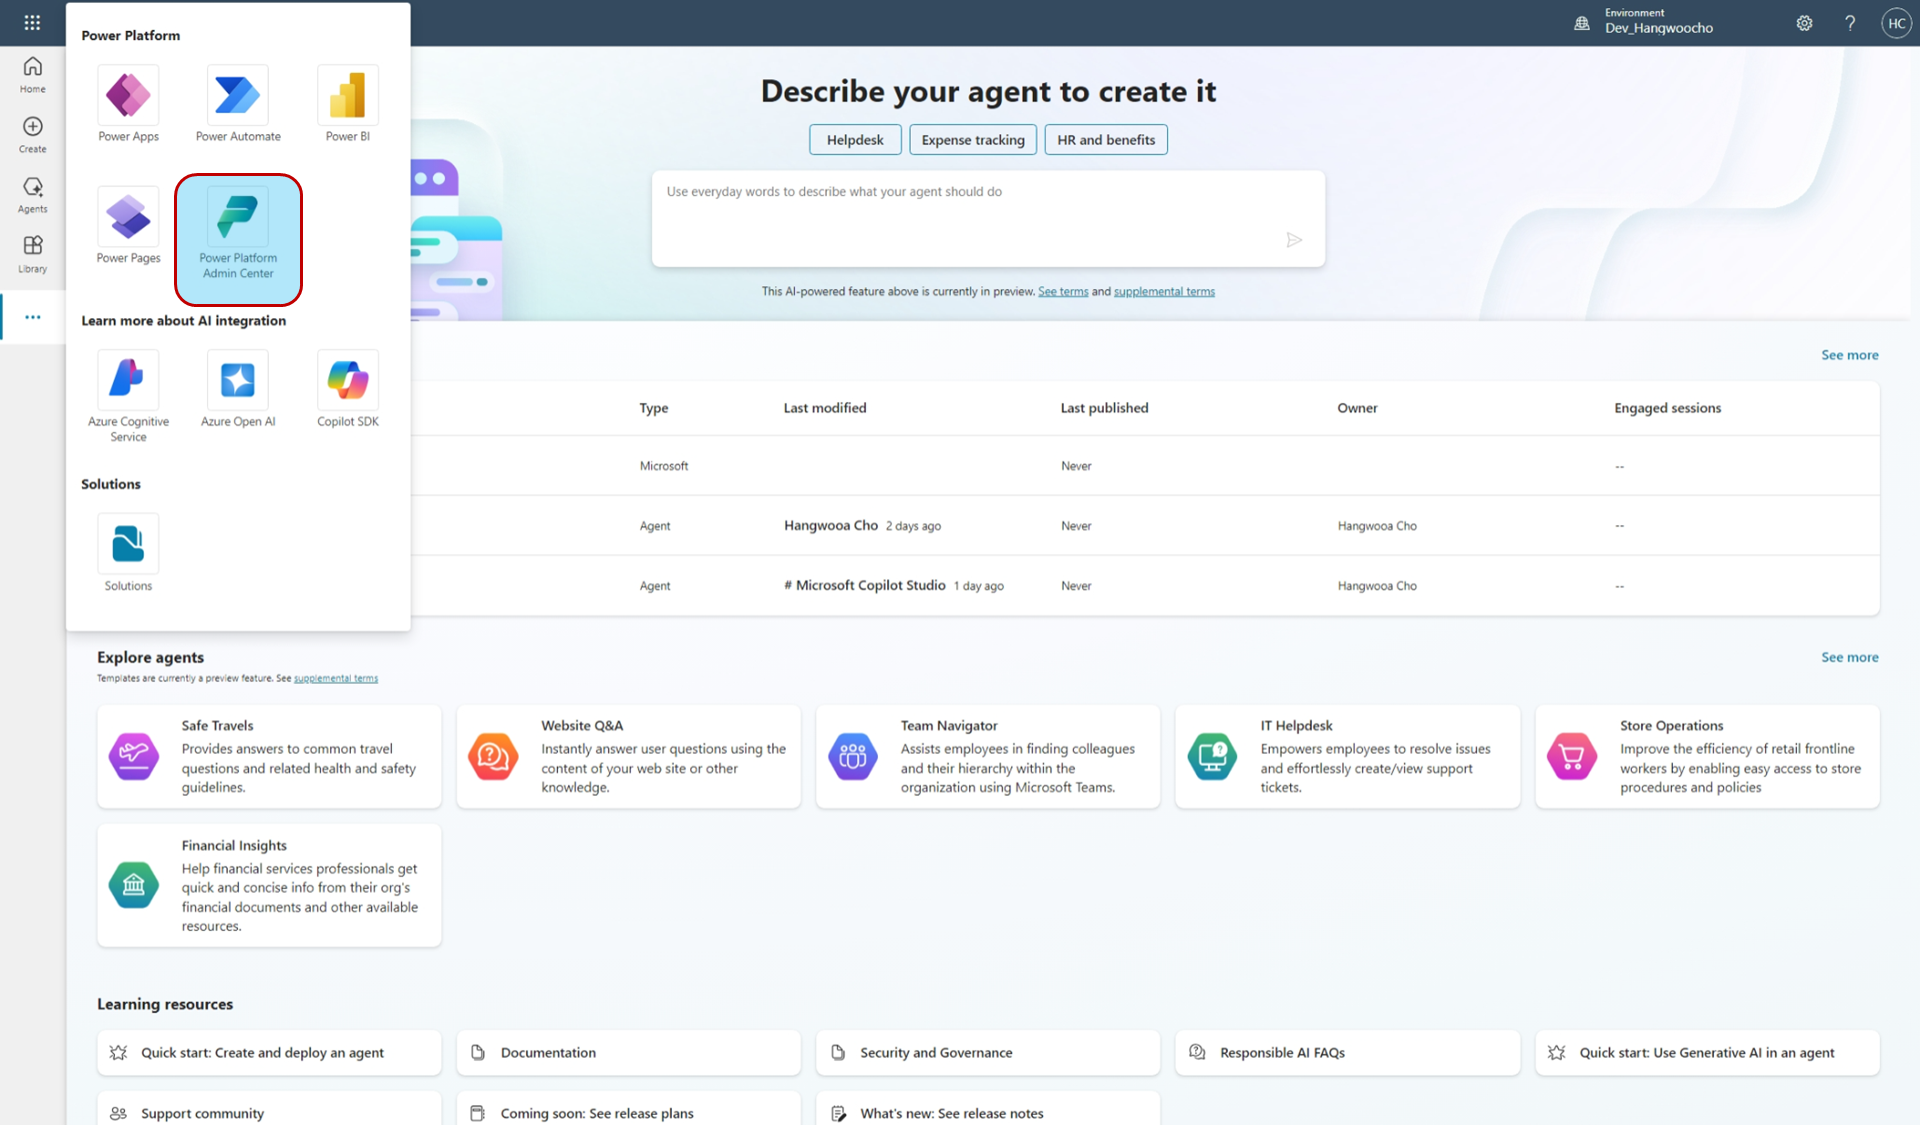 Environment
Dev_Hangwoocho
HC
Home
Create
Agents
Library
Power Platform
Power Apps
Power Automate
Power BI
Power Pages
Power Platform
Admin Center
Learn more about AI integration
Azure Cognitive
Service
Azure Open AI
Copilot SDK
Solutions
Solutions
Describe your agent to create it
Helpdesk
Expense tracking
HR and benefits
Use everyday words to describe what your agent should do
This AI-powered feature above is currently in preview. See terms and supplemental terms
See more
Type
Last modified
Last published
Owner
Engaged sessions
Microsoft
Never
--
Agent
Hangwooa Cho 2 days ago
Never
Hangwooa Cho
--
Agent
# Microsoft Copilot Studio 1 day ago
Never
Hangwooa Cho
--
Explore agents
See more
Templates are currently a preview feature. See supplemental terms
Safe Travels
Provides answers to common travel
questions and related health and safety
guidelines.
Website Q&A
Instantly answer user questions using the
content of your web site or other
knowledge.
Team Navigator
Assists employees in finding colleagues
and their hierarchy within the
organization using Microsoft Teams.
IT Helpdesk
Empowers employees to resolve issues
and effortlessly create/view support
tickets.
Store Operations
Improve the efficiency of retail frontline
workers by enabling easy access to store
procedures and policies
Financial Insights
Help financial services professionals get
quick and concise info from their org's
financial documents and other available
resources.
Learning resources
Quick start: Create and deploy an agent
Documentation
Security and Governance
Responsible AI FAQs
Quick start: Use Generative AI in an agent
Support community
Coming soon: See release plans
What's new: See release notes